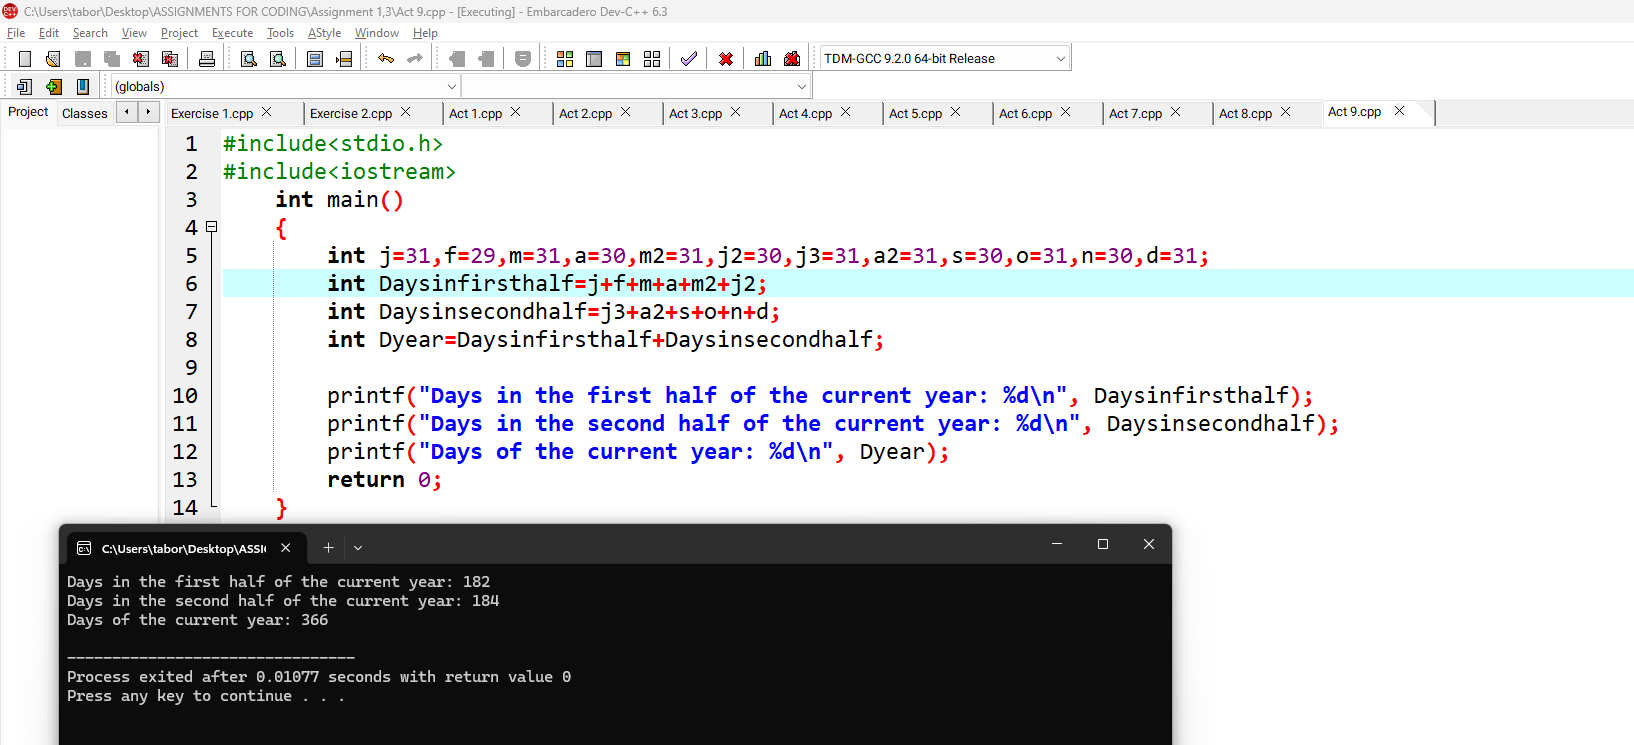 C:\Users\tabor\Desktop\ASSIGNMENTS FOR CODING\Assignment 1,3\Act 9.cpp - [Executing] - Embarcadero Dev-C++ 6.3
File Edit Search View Project Execute Tools AStyle Window Help
TDM-GCC 9.2.0 64-bit Release
(globals)
Project Classes Exercise 1.cpp Exercise 2.cpp Act 1.cpp Act 2.cpp Act 3.cpp Act 4.cpp Act 5.cpp Act 6.cpp Act 7.cpp Act 8.cpp Act 9.cpp
1 #include<stdio.h>
2 #include<iostream>
3 int main()
4 {
5 int j=31,f=29,m=31,a=30,m2=31,j2=30,j3=31,a2=31,s=30,o=31,n=30,d=31;
6 int Daysinfirsthalf=j+f+m+a+m2+j2;
7 int Daysinsecondhalf=j3+a2+s+o+n+d;
8 int Dyear=Daysinfirsthalf+Daysinsecondhalf;
9
10 printf("Days in the first half of the current year: %d\n", Daysinfirsthalf);
11 printf("Days in the second half of the current year: %d\n", Daysinsecondhalf);
12 printf("Days of the current year: %d\n", Dyear);
13 return 0;
14 }
C:\Users\tabor\Desktop\ASSI
Days in the first half of the current year: 182
Days in the second half of the current year: 184
Days of the current year: 366
--------------------------------
Process exited after 0.01077 seconds with return value 0
Press any key to continue . . .